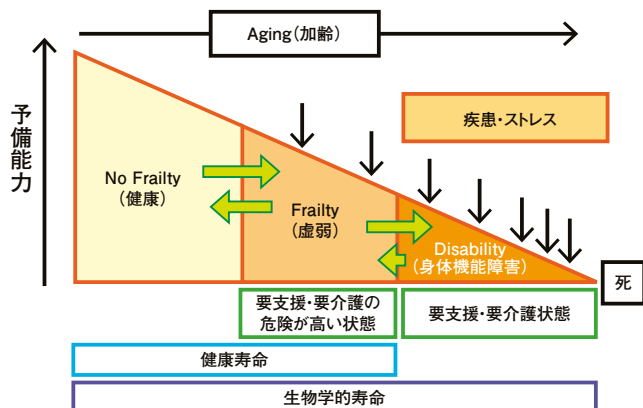 Aging（加齢）
予備能力
疾患・ストレス
No Frailty
（健康）
Frailty
（虚弱）
Disability
（身体機能障害）
死
要支援・要介護の
危険が高い状態
要支援・要介護状態
健康寿命
生物学的寿命